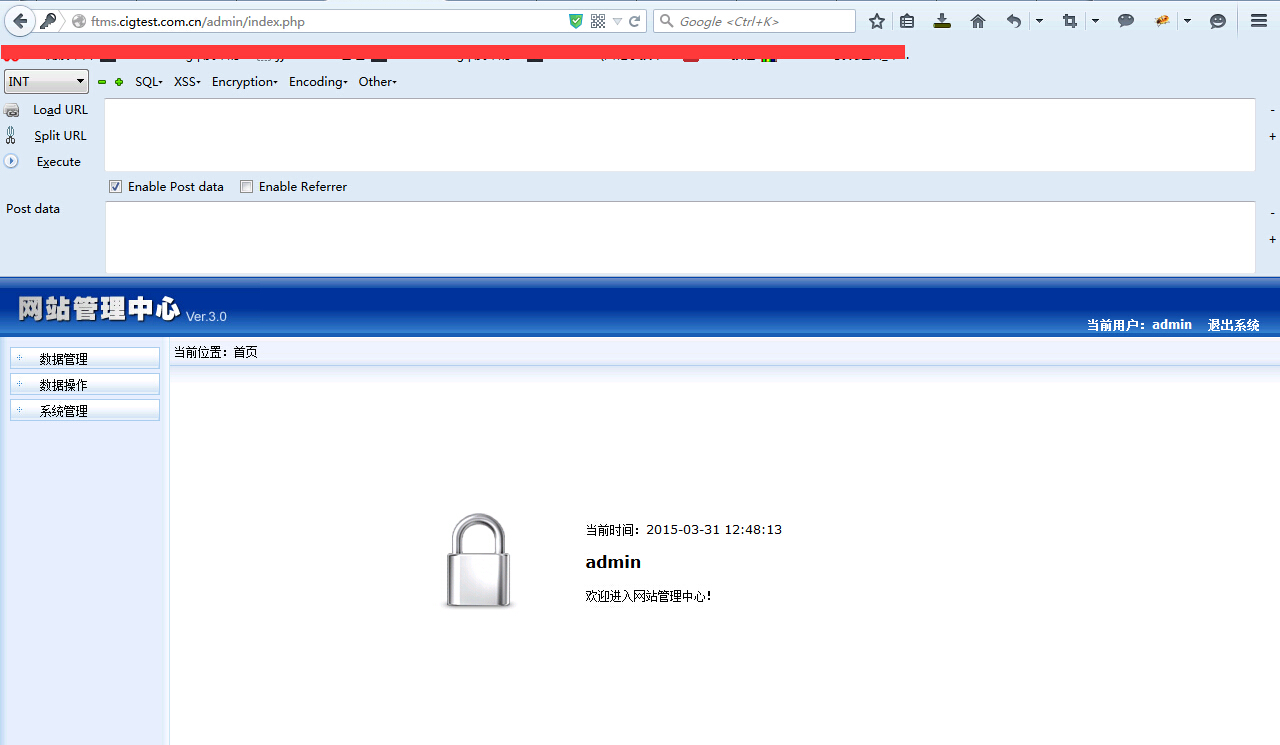 ftms.cigtest.com.cn/admin/index.php
Google <Ctrl+K>
INT SQL XSS Encryption Encoding Other
Load URL
Split URL
Execute
Enable Post data Enable Referrer
Post data
网站管理中心 Ver.3.0
当前用户：admin 退出系统
数据管理
数据操作
系统管理
当前位置：首页
当前时间：2015-03-31 12:48:13
admin
欢迎进入网站管理中心！